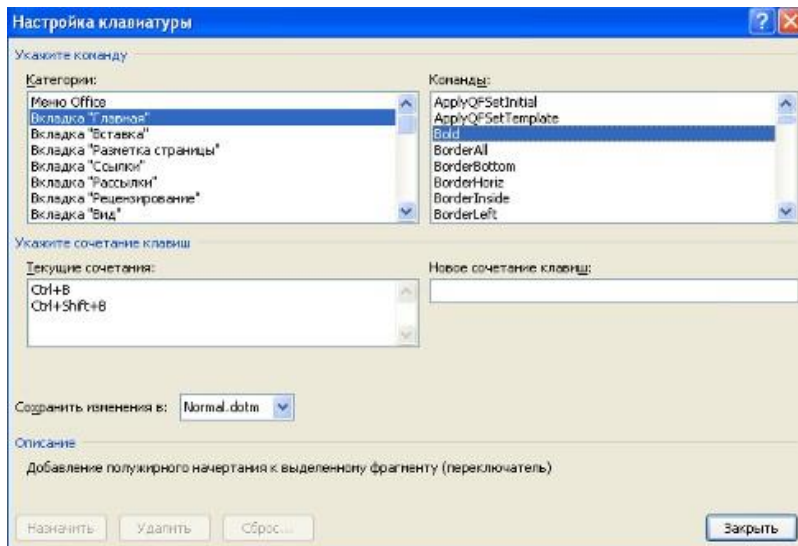 Настройка клавиатуры
Укажите команду
Категории:
Меню Office
Вкладка "Главная"
Вкладка "Вставка"
Вкладка "Разметка страницы"
Вкладка "Ссылки"
Вкладка "Рассылки"
Вкладка "Рецензирование"
Вкладка "Вид"
Команды:
ApplyQFSetInitial
ApplyQFSetTemplate
Bold
BorderAll
BorderBottom
BorderHoriz
BorderInside
BorderLeft
Укажите сочетание клавиш
Текущие сочетания:
Ctrl+B
Ctrl+Shift+B
Новое сочетание клавиш:
Сохранить изменения в: Normal.dotm
Описание
Добавление полужирного начертания к выделенному фрагменту (переключатель)
Назначить Удалить Сброс... Закрыть